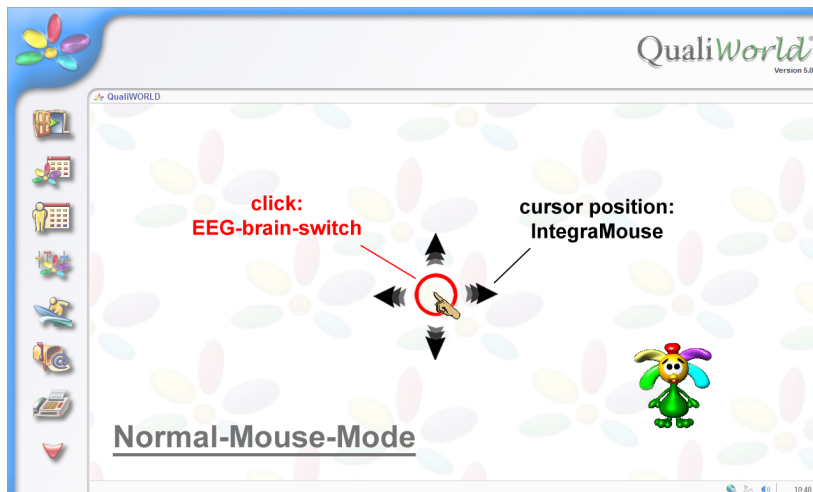 QualiWorld®
Version 5.0
QualiWORLD
click:
EEG-brain-switch
cursor position:
IntegraMouse
Normal-Mouse-Mode
18:48